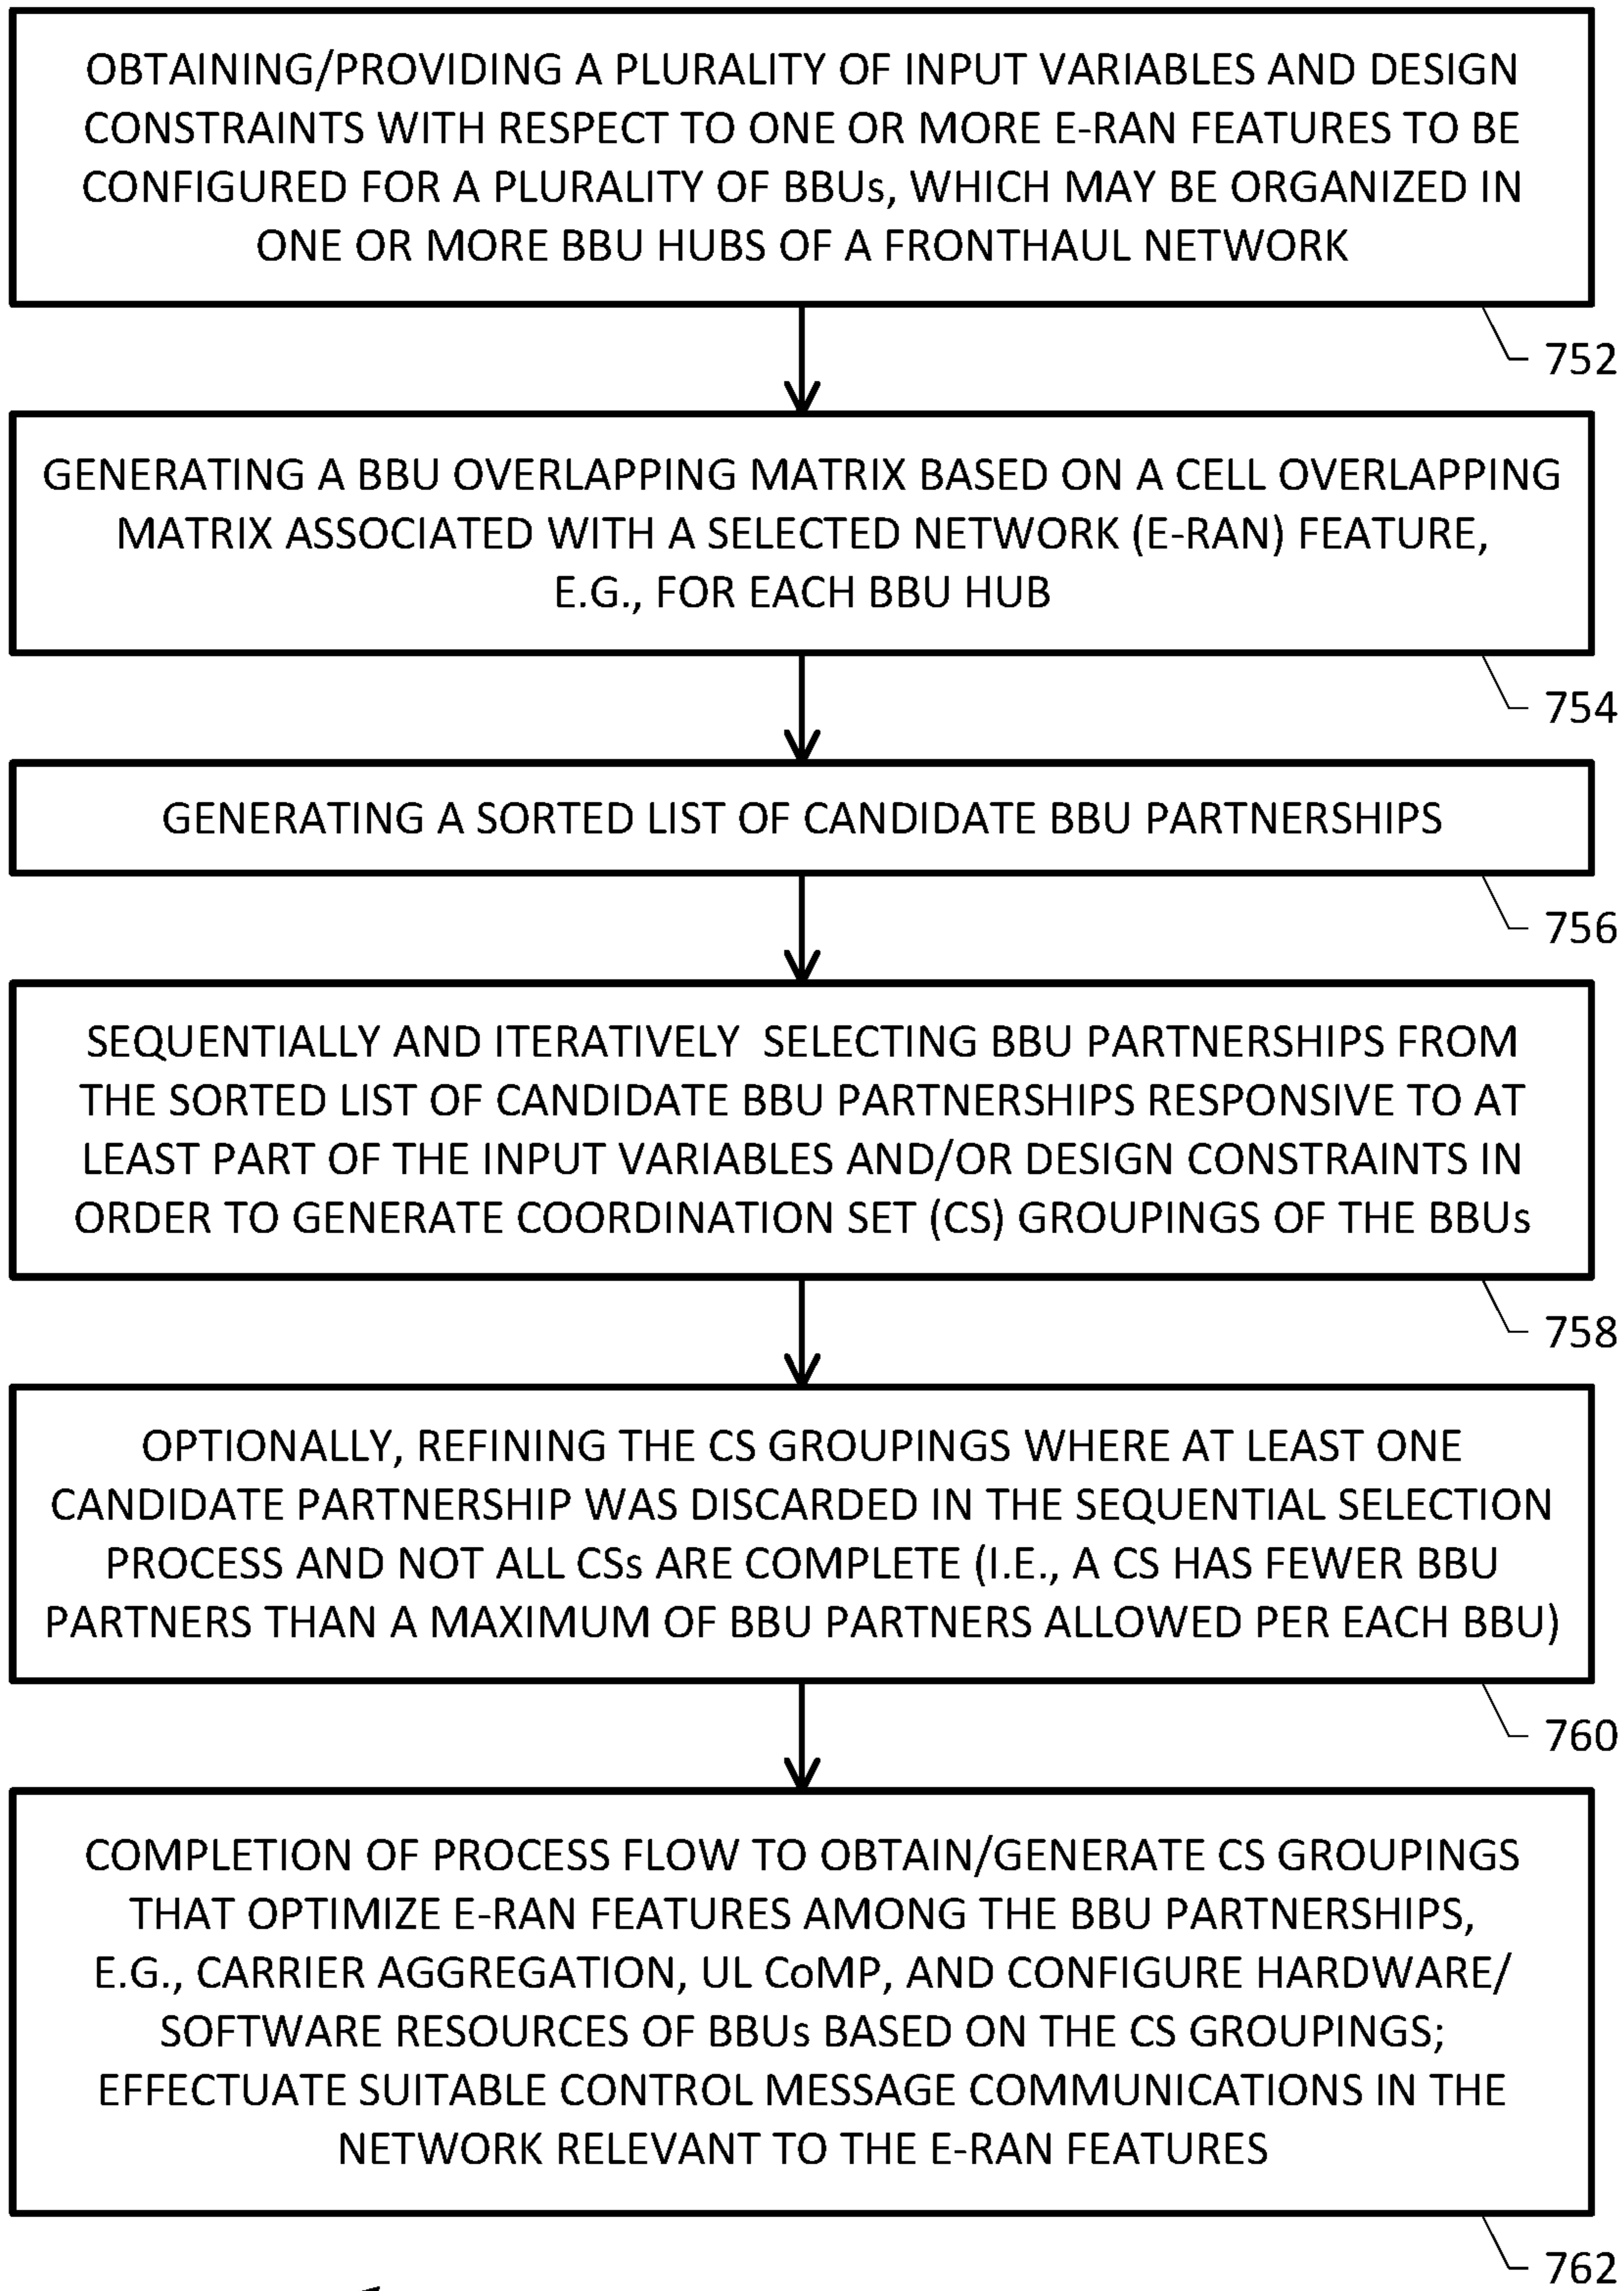 OBTAINING/PROVIDING A PLURALITY OF INPUT VARIABLES AND DESIGN
CONSTRAINTS WITH RESPECT TO ONE OR MORE E-RAN FEATURES TO BE
CONFIGURED FOR A PLURALITY OF BBUs, WHICH MAY BE ORGANIZED IN
ONE OR MORE BBU HUBS OF A FRONTHAUL NETWORK
752
GENERATING A BBU OVERLAPPING MATRIX BASED ON A CELL OVERLAPPING
MATRIX ASSOCIATED WITH A SELECTED NETWORK (E-RAN) FEATURE,
E.G., FOR EACH BBU HUB
754
GENERATING A SORTED LIST OF CANDIDATE BBU PARTNERSHIPS
756
SEQUENTIALLY AND ITERATIVELY SELECTING BBU PARTNERSHIPS FROM
THE SORTED LIST OF CANDIDATE BBU PARTNERSHIPS RESPONSIVE TO AT
LEAST PART OF THE INPUT VARIABLES AND/OR DESIGN CONSTRAINTS IN
ORDER TO GENERATE COORDINATION SET (CS) GROUPINGS OF THE BBUs
758
OPTIONALLY, REFINING THE CS GROUPINGS WHERE AT LEAST ONE
CANDIDATE PARTNERSHIP WAS DISCARDED IN THE SEQUENTIAL SELECTION
PROCESS AND NOT ALL CSs ARE COMPLETE (I.E., A CS HAS FEWER BBU
PARTNERS THAN A MAXIMUM OF BBU PARTNERS ALLOWED PER EACH BBU)
760
COMPLETION OF PROCESS FLOW TO OBTAIN/GENERATE CS GROUPINGS
THAT OPTIMIZE E-RAN FEATURES AMONG THE BBU PARTNERSHIPS,
E.G., CARRIER AGGREGATION, UL CoMP, AND CONFIGURE HARDWARE/
SOFTWARE RESOURCES OF BBUs BASED ON THE CS GROUPINGS;
EFFECTUATE SUITABLE CONTROL MESSAGE COMMUNICATIONS IN THE
NETWORK RELEVANT TO THE E-RAN FEATURES
762